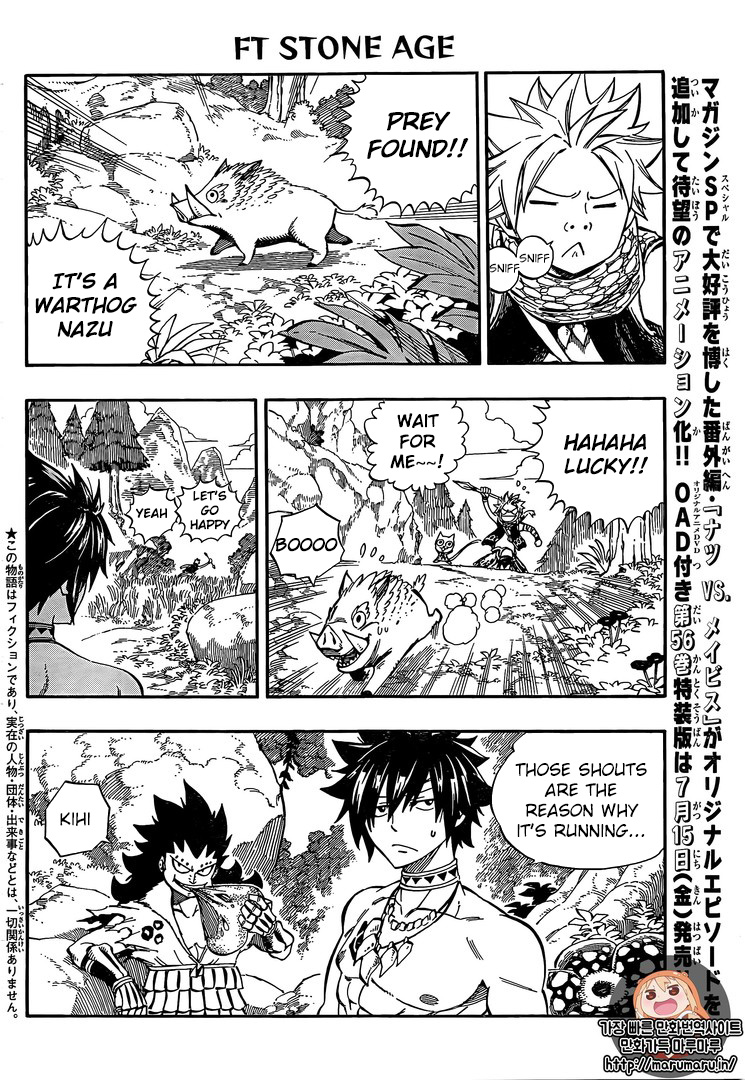 FT STONE AGE
SNIFF
SNIFF
PREY
FOUND!!
IT'S A
WARTHOG
NAZU
HAHAHA
LUCKY!!
WAIT
FOR
ME~~!
BOOOO
LET'S
GO
HAPPY
YEAH
THOSE SHOUTS
ARE THE
REASON WHY
IT'S RUNNING...
KIHI
マガジンSPで大好評を博した番外編・『ナツ VS. メイビス』がオリジナルエピソードを
追加して待望のアニメーション化!! OAD付き第56巻特装版は7月15日(金)発売
★この物語はフィクションであり、実在の人物・団体・出来事などとは、一切関係ありません。
가장 빠른 만화번역사이트
만화가득 마루마루
http://marumaru.in/